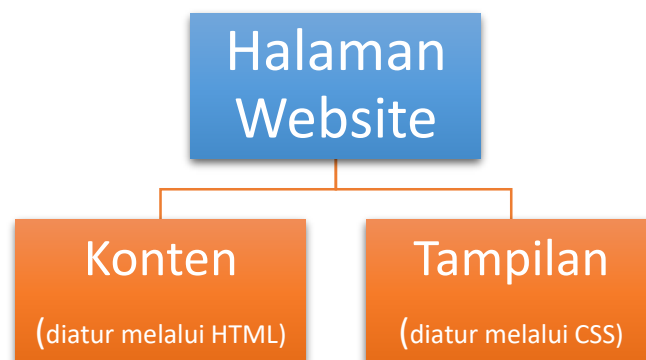 Halaman
Website
Konten
(diatur melalui HTML)
Tampilan
(diatur melalui CSS)